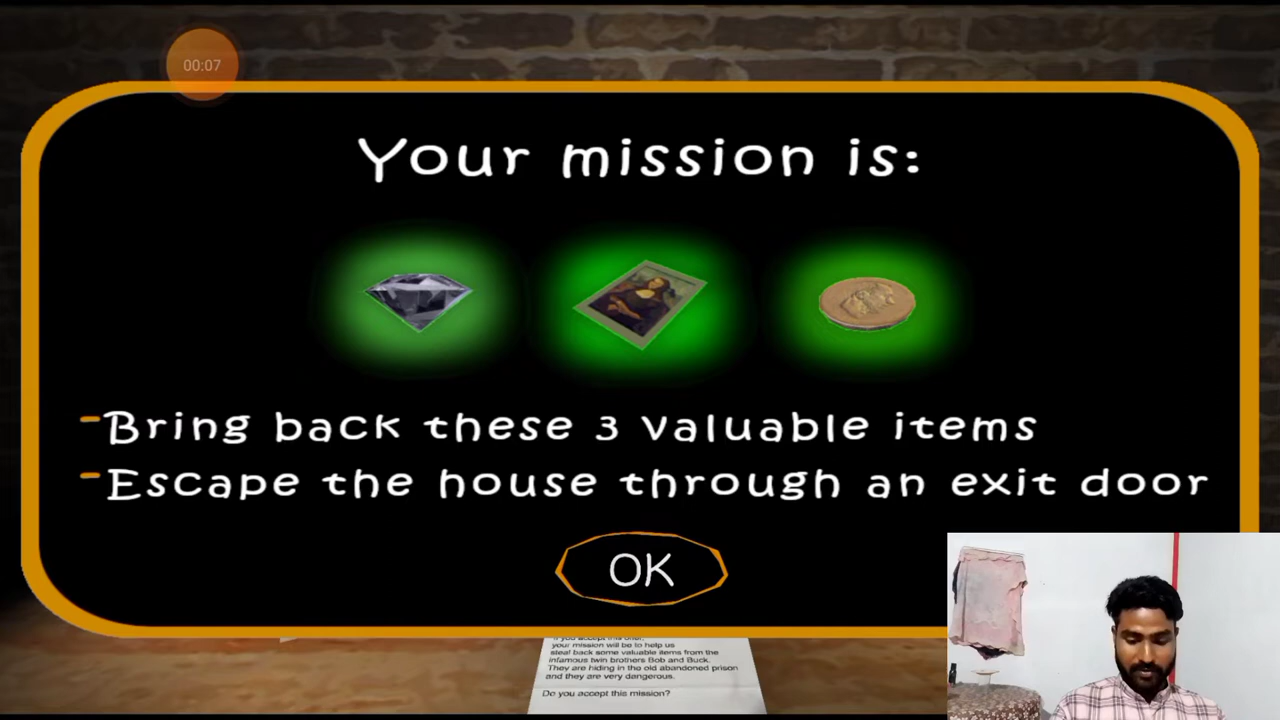 00:07
Your mission is:
-Bring back these 3 valuable items
-Escape the house through an exit door
OK
your mission will be to help us
steal back some valuable items from the
infamous twin brothers Bob and Buck.
They are hiding in the old abandoned prison
and they are very dangerous.
Do you accept this mission?